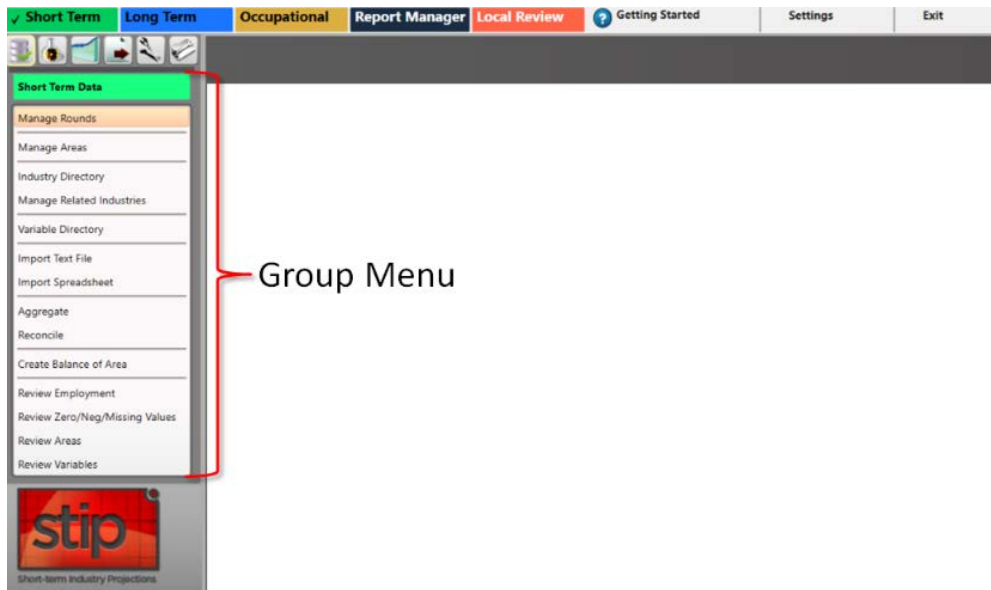 ✓ Short Term Long Term Occupational Report Manager Local Review ? Getting Started Settings Exit
Short Term Data
Manage Rounds
Manage Areas
Industry Directory
Manage Related Industries
Variable Directory
Import Text File
Import Spreadsheet
Aggregate
Reconcile
Create Balance of Area
Review Employment
Review Zero/Neg/Missing Values
Review Areas
Review Variables
Group Menu
stip
Short-term Industry Projections